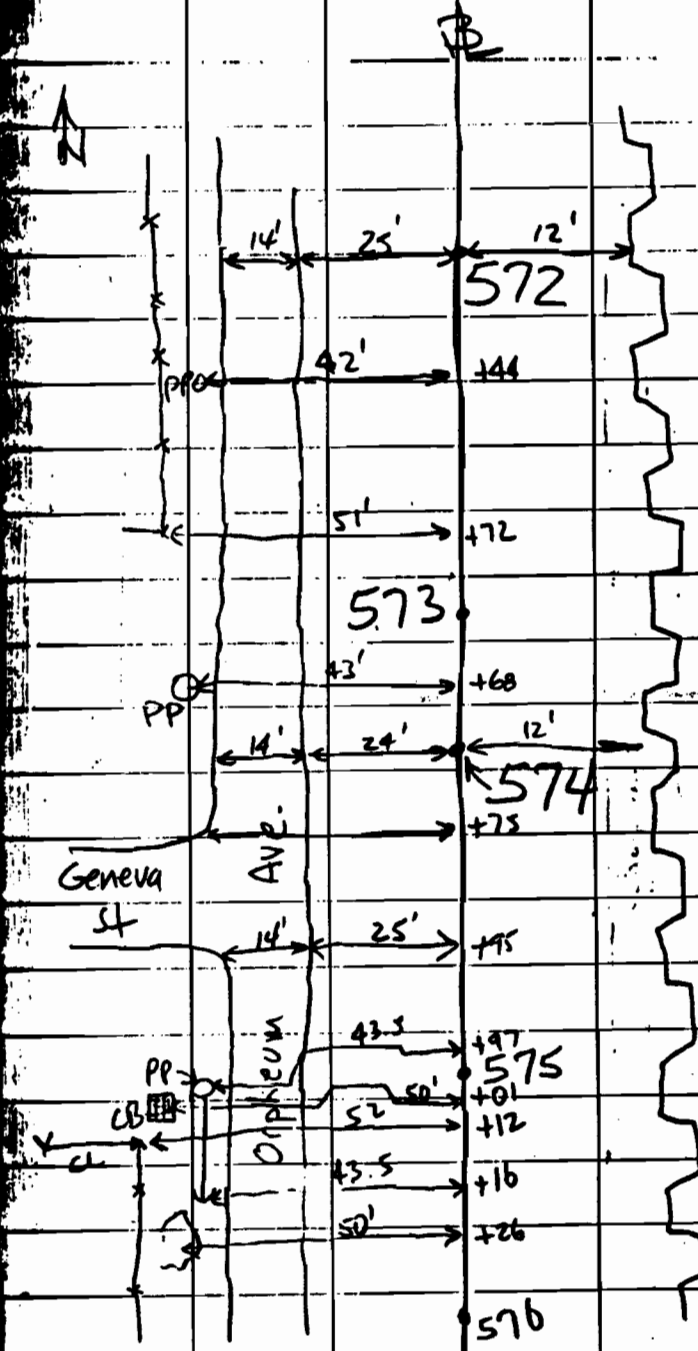 B
N
14' 25' 12'
572
PP 42' +44
51' +72
573
43' +68
PP
14' 24' 12'
574
+75
Geneva
St
Ave.
14' 25' +95
43.5 +97
PP 575
50' +01
CB 52 +12
CL
Orpheum
43.5 +16
50' +26
576